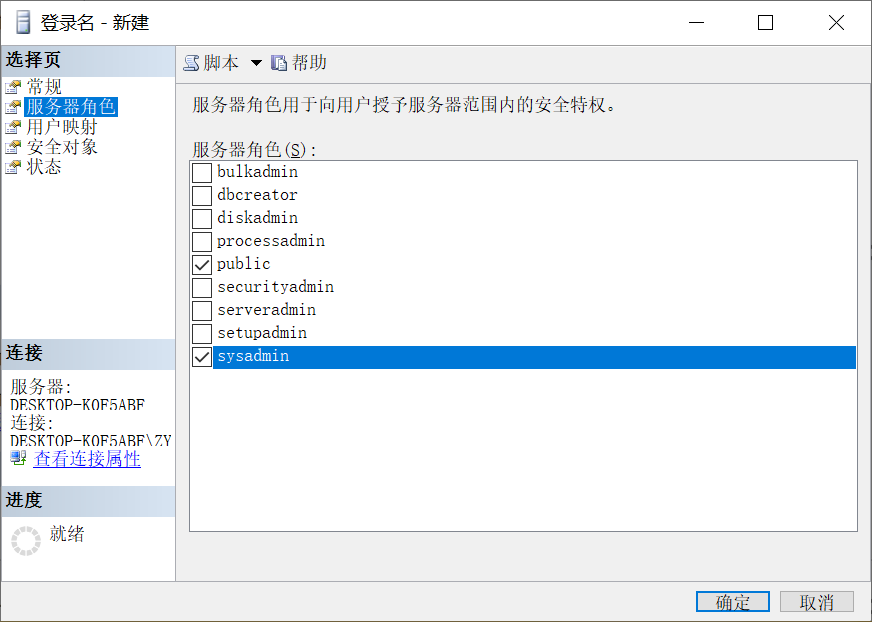 登录名 - 新建
选择页
常规
服务器角色
用户映射
安全对象
状态
连接
服务器:
DESKTOP-K0F5ABF
连接:
DESKTOP-K0F5ABF\ZY
查看连接属性
进度
就绪
脚本 帮助
服务器角色用于向用户授予服务器范围内的安全特权。
服务器角色(S):
bulkadmin
dbcreator
diskadmin
processadmin
public
securityadmin
serveradmin
setupadmin
sysadmin
确定 取消